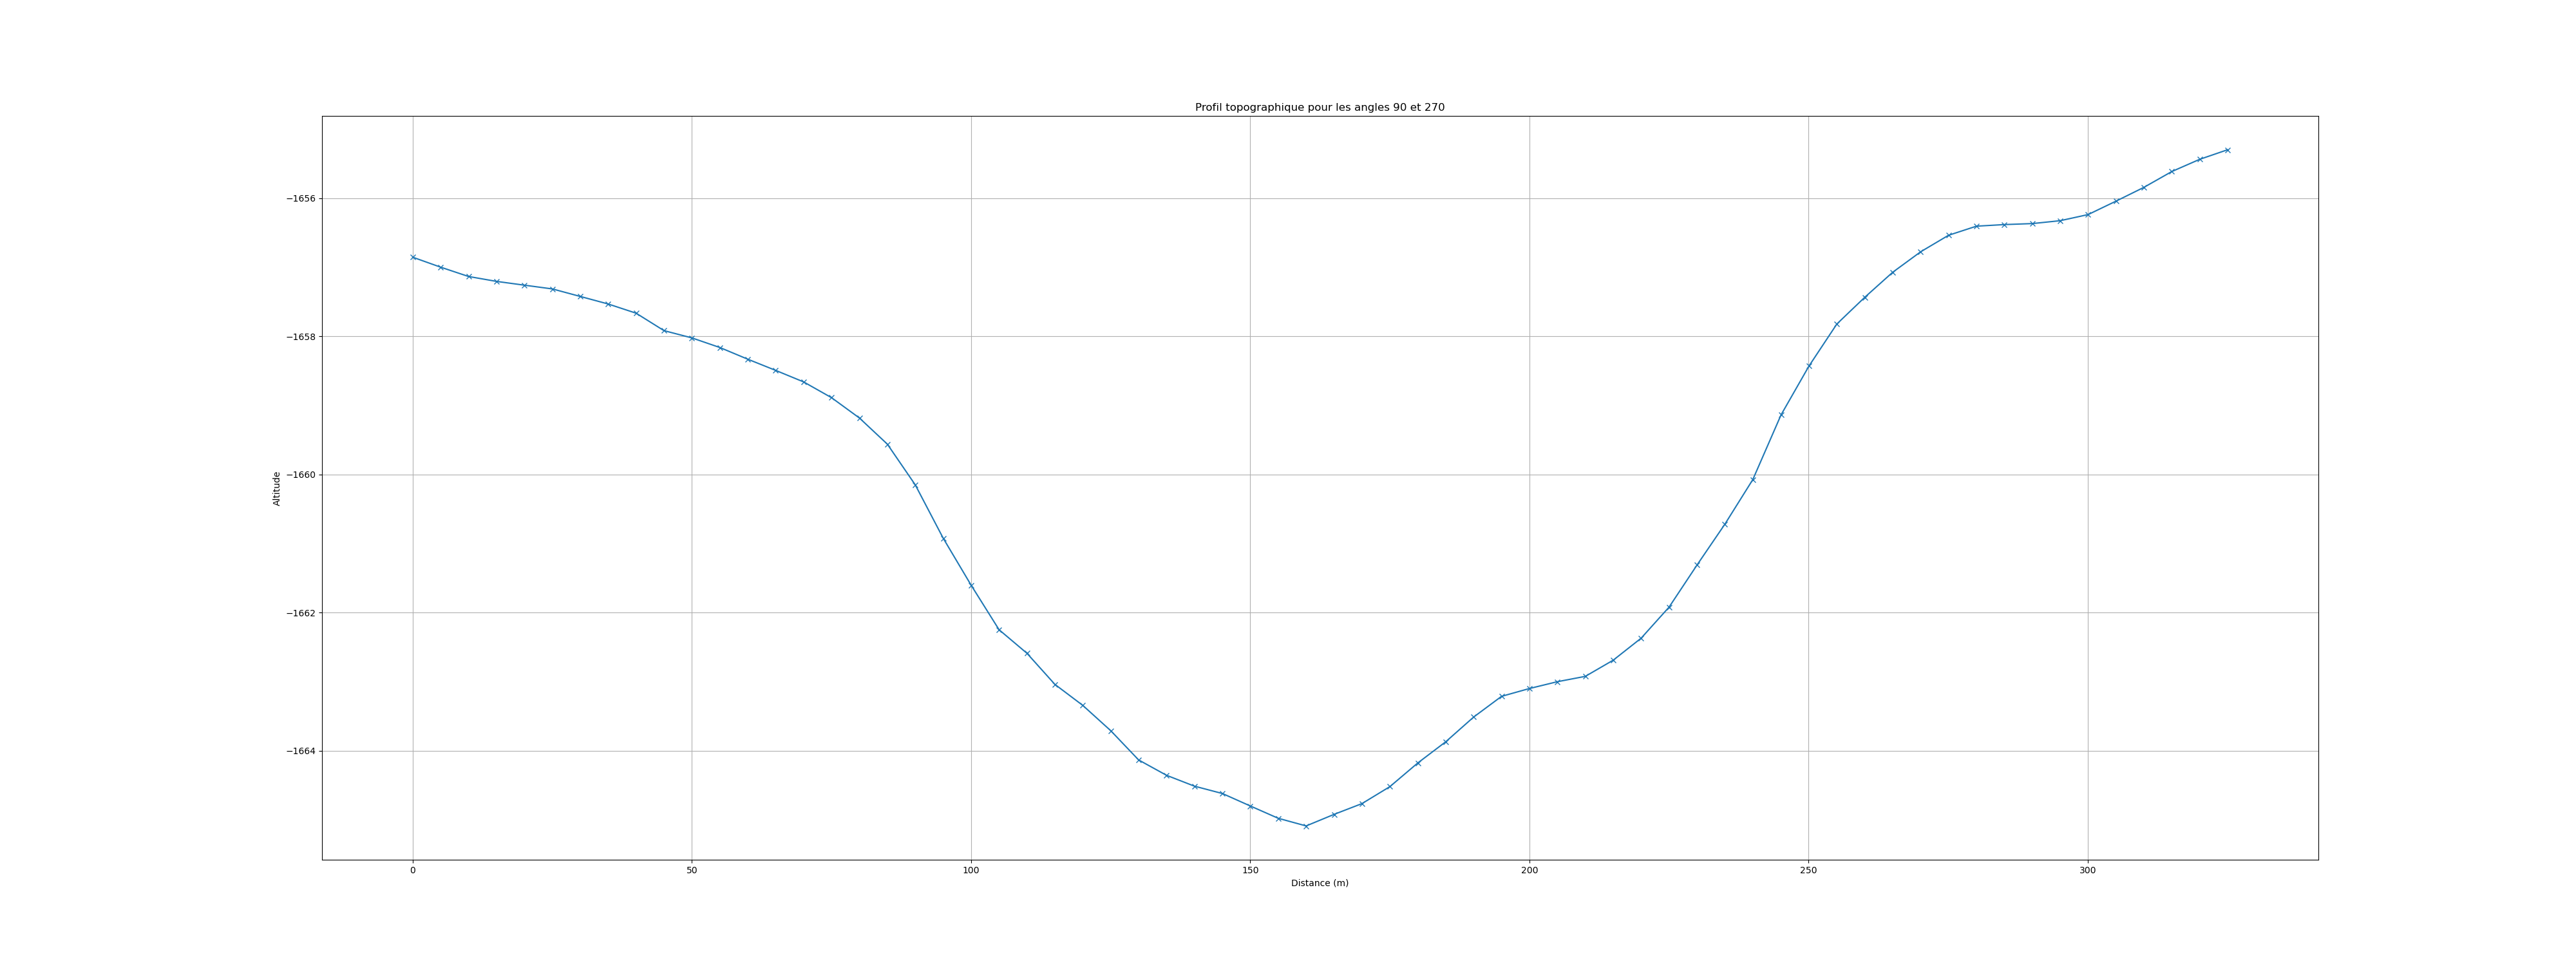 Profil topographique pour les angles 90 et 270
Altitude
−1656
−1658
−1660
−1662
−1664
0 50 100 150 200 250 300
Distance (m)